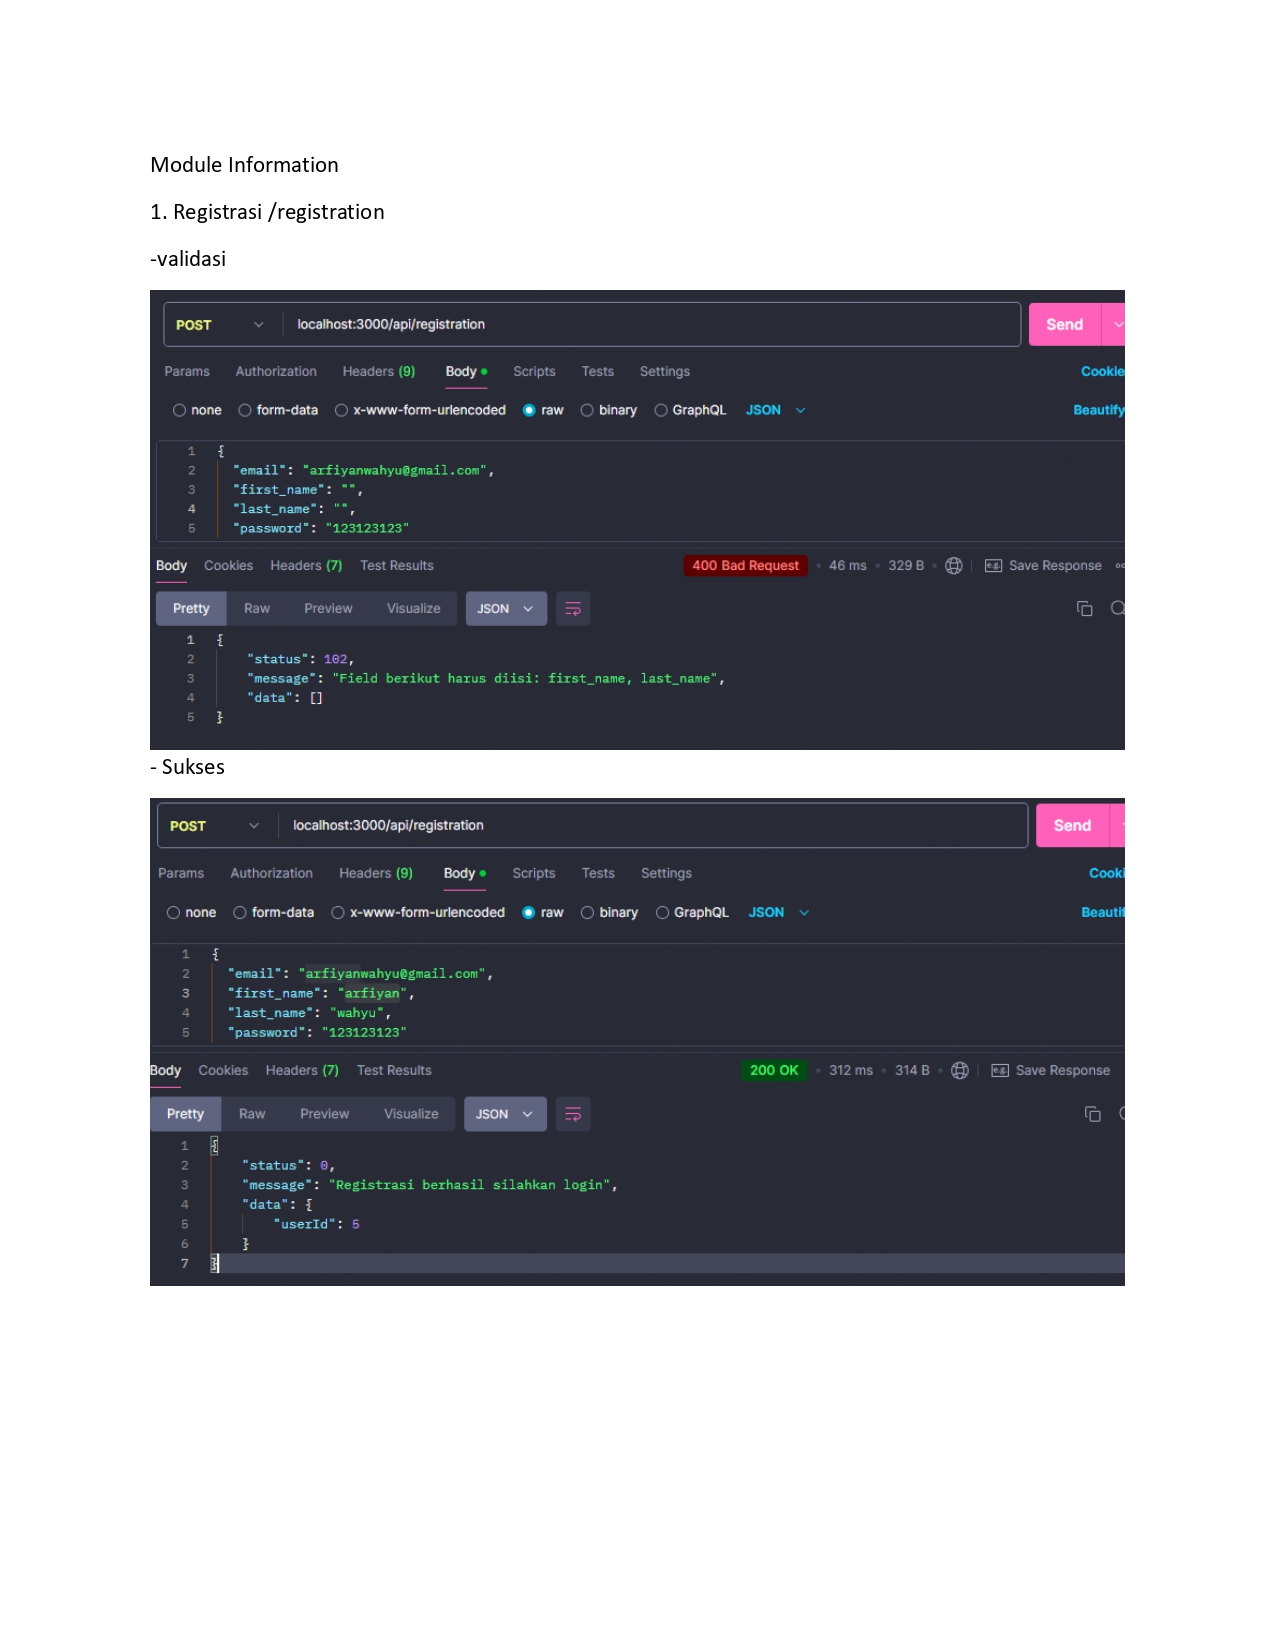 Module Information
1. Registrasi /registration
-validasi
POST localhost:3000/api/registration Send
Params Authorization Headers (9) Body Scripts Tests Settings Cookie
none form-data x-www-form-urlencoded raw binary GraphQL JSON Beautify
1 {
2 "email": "arfiyanwahyu@gmail.com",
3 "first_name": "",
4 "last_name": "",
5 "password": "123123123"
Body Cookies Headers (7) Test Results 400 Bad Request • 46 ms • 329 B • e.g. Save Response
Pretty Raw Preview Visualize JSON
1 {
2 "status": 102,
3 "message": "Field berikut harus diisi: first_name, last_name",
4 "data": []
5 }
- Sukses
POST localhost:3000/api/registration Send
Params Authorization Headers (9) Body Scripts Tests Settings Cooki
none form-data x-www-form-urlencoded raw binary GraphQL JSON Beautif
1 {
2 "email": "arfiyanwahyu@gmail.com",
3 "first_name": "arfiyan",
4 "last_name": "wahyu",
5 "password": "123123123"
Body Cookies Headers (7) Test Results 200 OK • 312 ms • 314 B • e.g. Save Response
Pretty Raw Preview Visualize JSON
1 {
2 "status": 0,
3 "message": "Registrasi berhasil silahkan login",
4 "data": {
5 "userId": 5
6 }
7 }